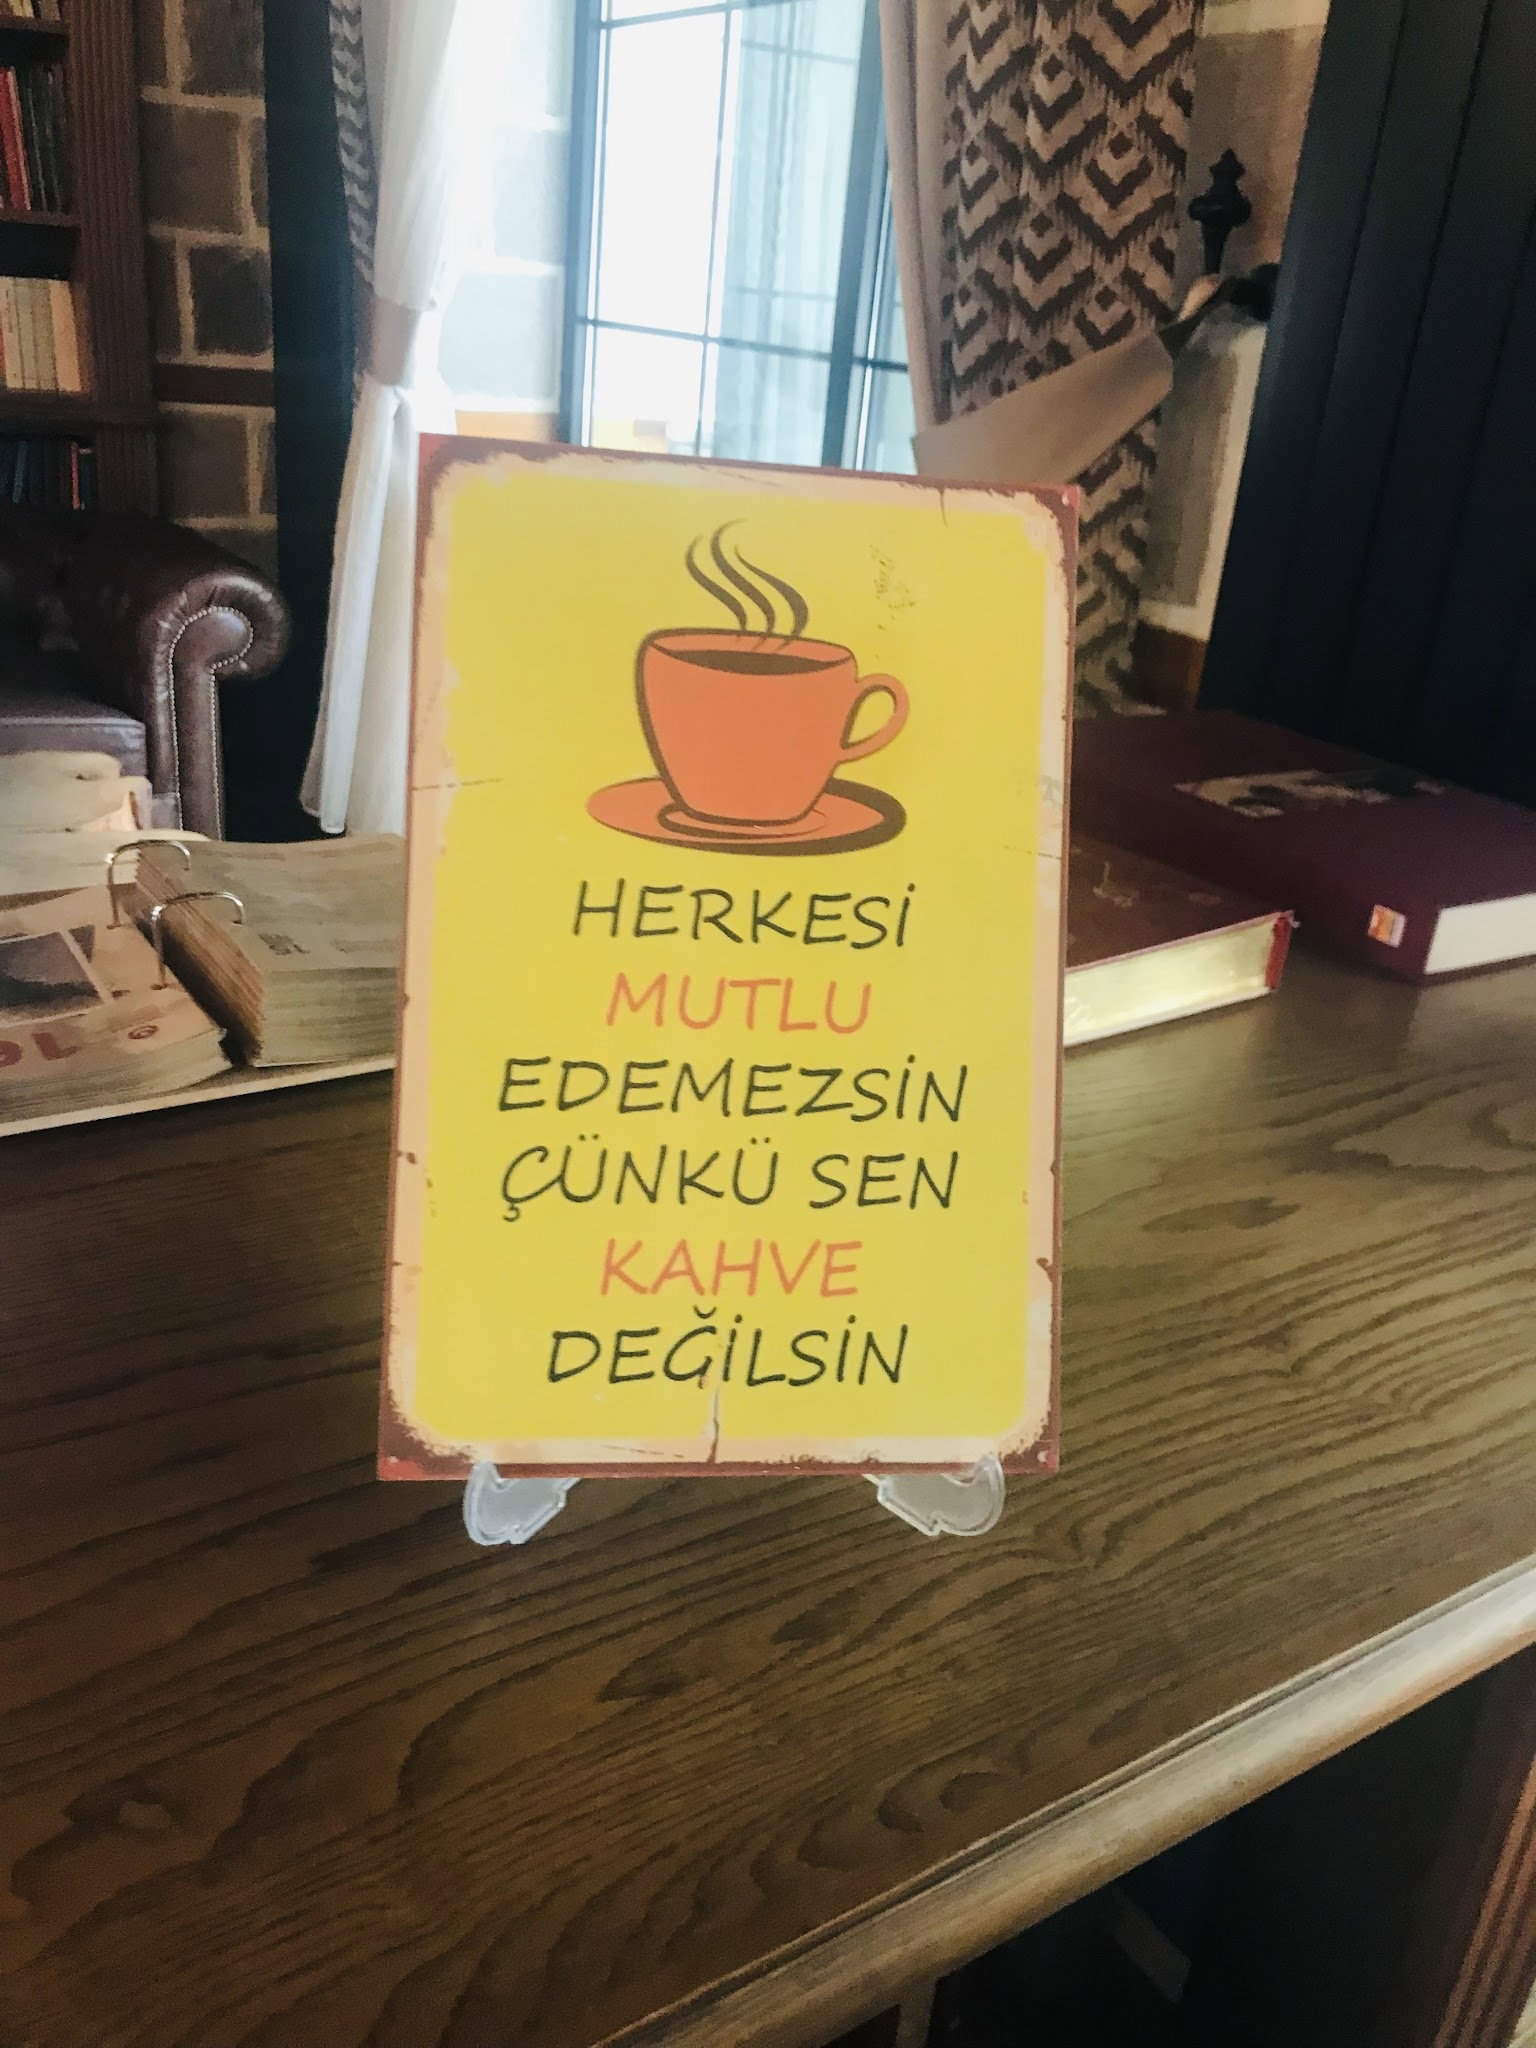 HERKESİ
MUTLU
EDEMEZSİN
ÇÜNKÜ SEN
KAHVE
DEĞİLSİN